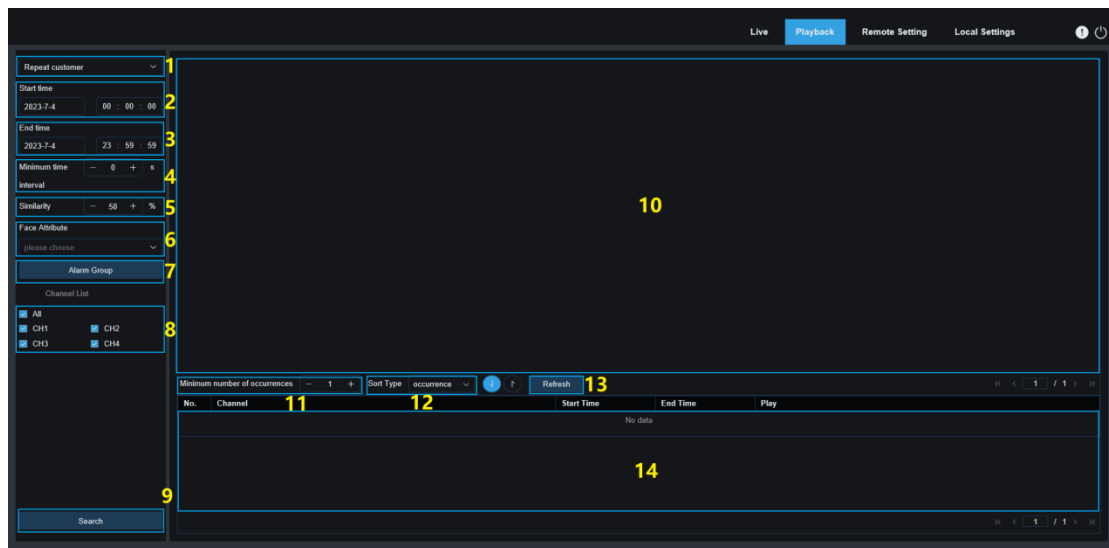 Live Playback Remote Setting Local Settings
Repeat customer 1
Start time
2023-7-4 00 : 00 : 00 2
End time
2023-7-4 23 : 59 : 59 3
Minimum time − 0 + s
interval 4
Similarity − 50 + % 5
Face Attribute
please choose 6
Alarm Group 7
Channel List
All
CH1 CH2 8
CH3 CH4
9
Search
10
Minimum number of occurrences − 1 + Sort Type occurrence Refresh 13 1 / 1
11 12
No. Channel Start Time End Time Play
No data
14
1 / 1